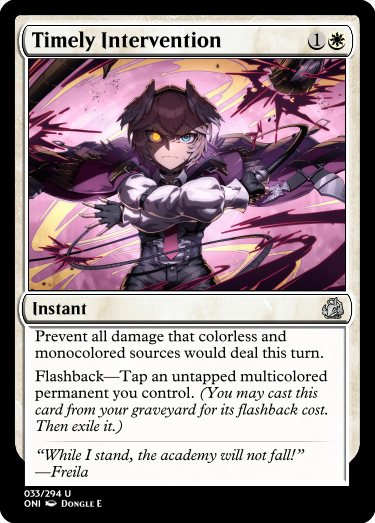 Timely Intervention 1
Instant
Prevent all damage that colorless and
monocolored sources would deal this turn.
Flashback—Tap an untapped multicolored
permanent you control. (You may cast this
card from your graveyard for its flashback cost.
Then exile it.)
“While I stand, the academy will not fall!”
—Freila
033/294 U
ONI Dongle E